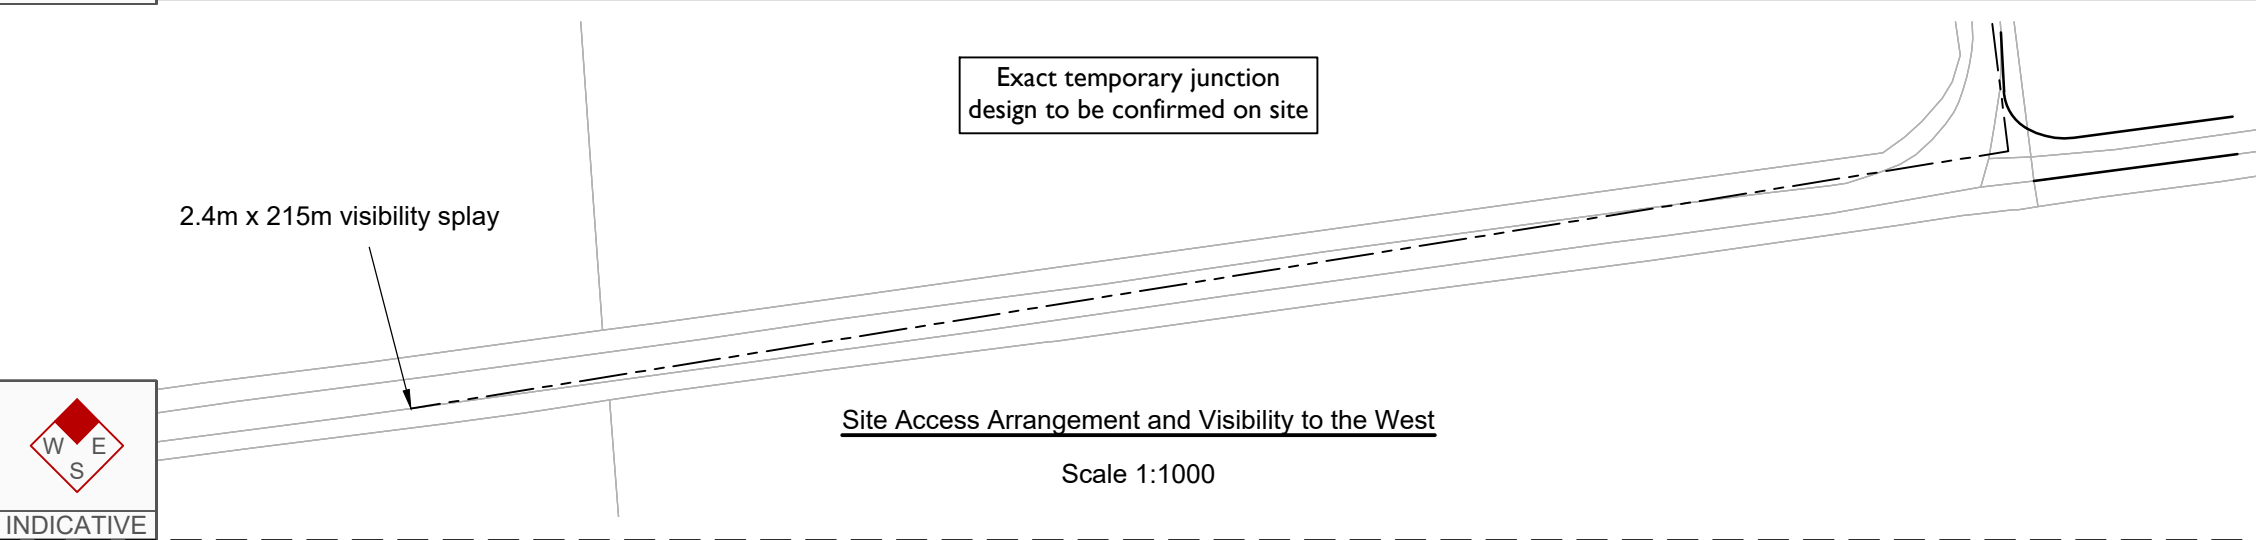 Exact temporary junction
design to be confirmed on site
2.4m x 215m visibility splay
Site Access Arrangement and Visibility to the West
Scale 1:1000
W E
S
INDICATIVE